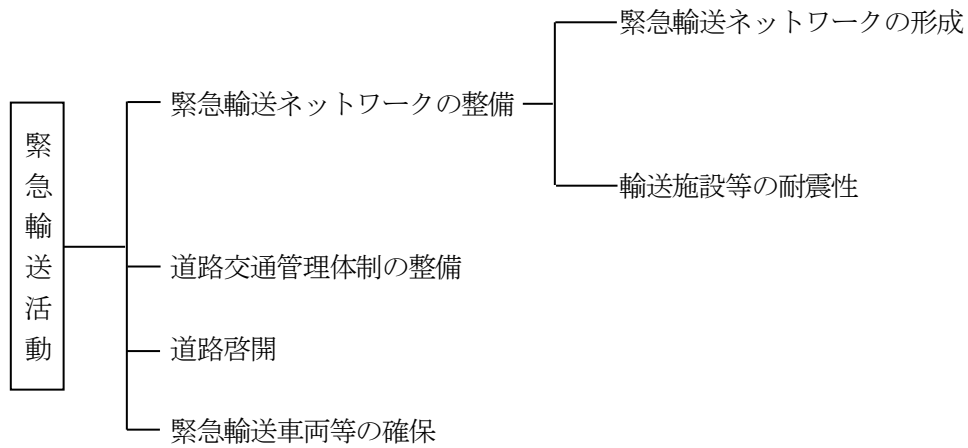 緊急輸送活動
緊急輸送ネットワークの整備
緊急輸送ネットワークの形成
輸送施設等の耐震性
道路交通管理体制の整備
道路啓開
緊急輸送車両等の確保